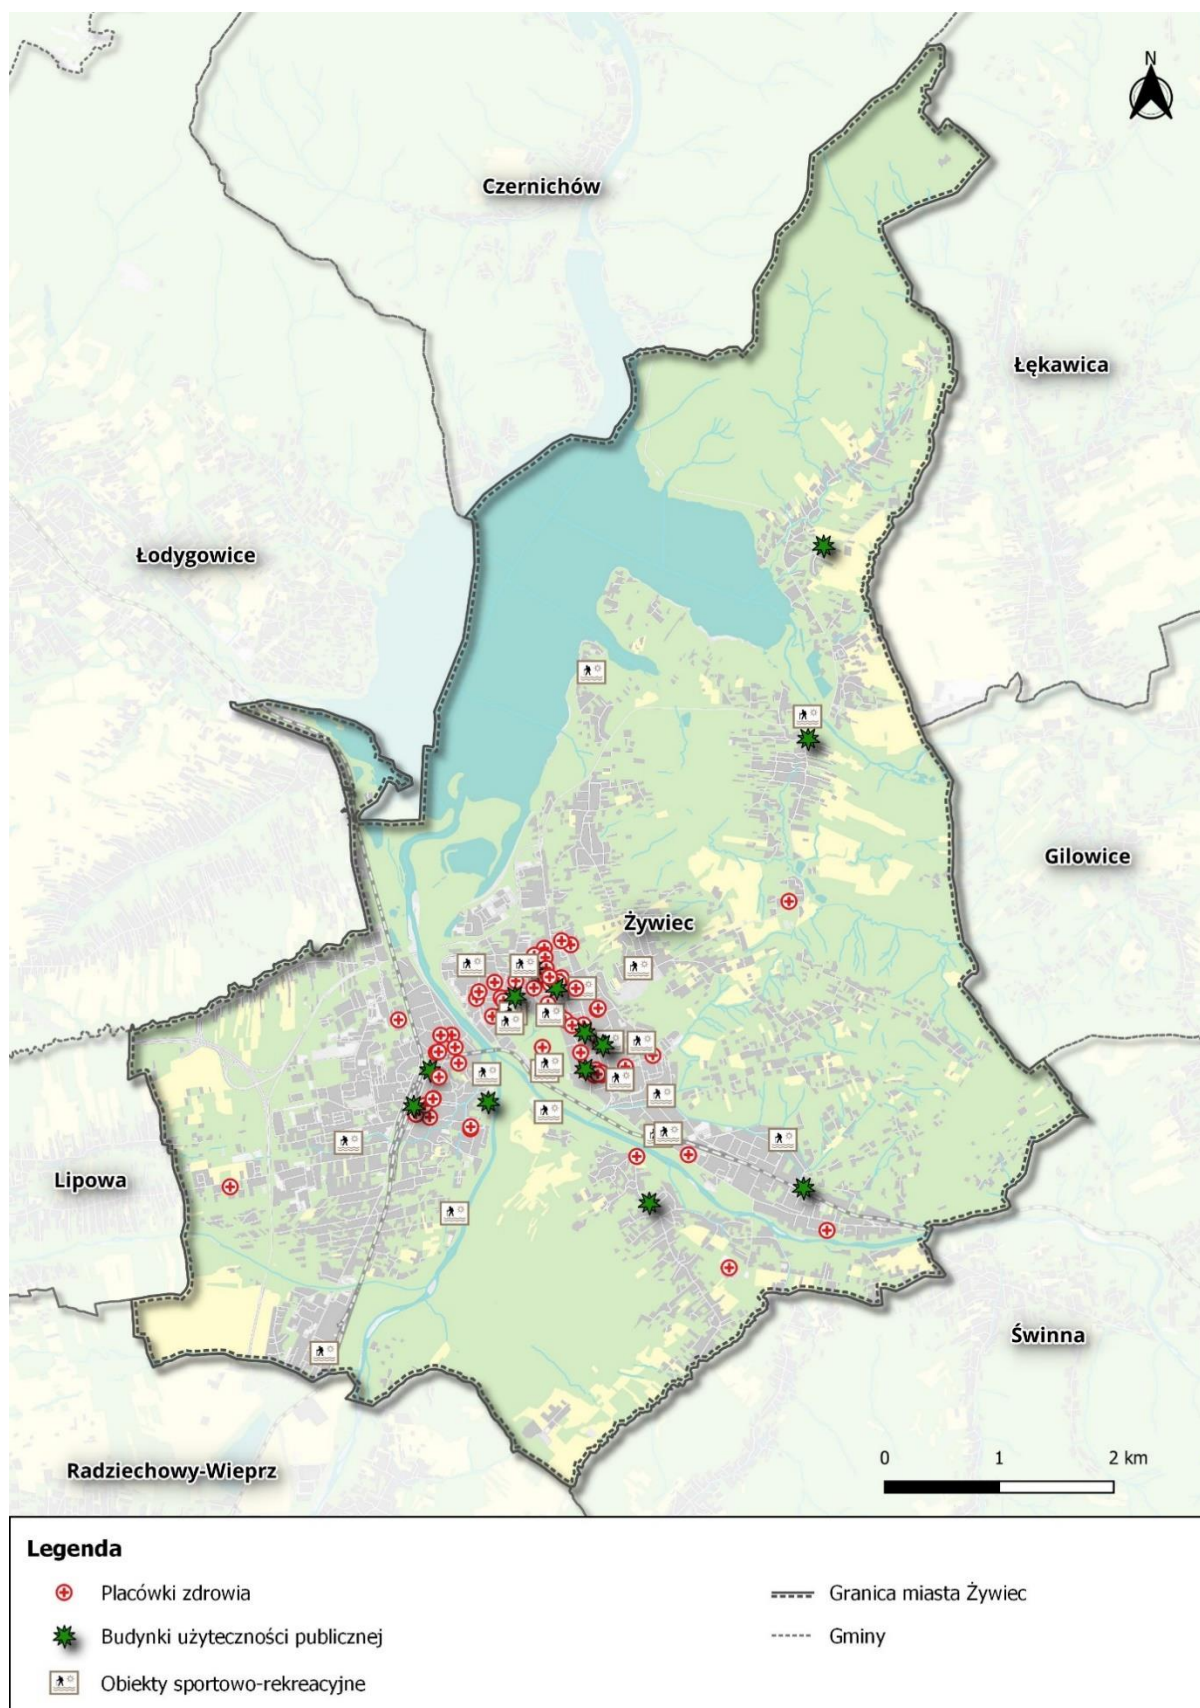 N
Czernichów
Łękawica
Łodygowice
Gilowice
Żywiec
Lipowa
Świnna
Radziechowy-Wieprz
0 1 2 km
Legenda
Placówki zdrowia
Budynki użyteczności publicznej
Obiekty sportowo-rekreacyjne
Granica miasta Żywiec
Gminy